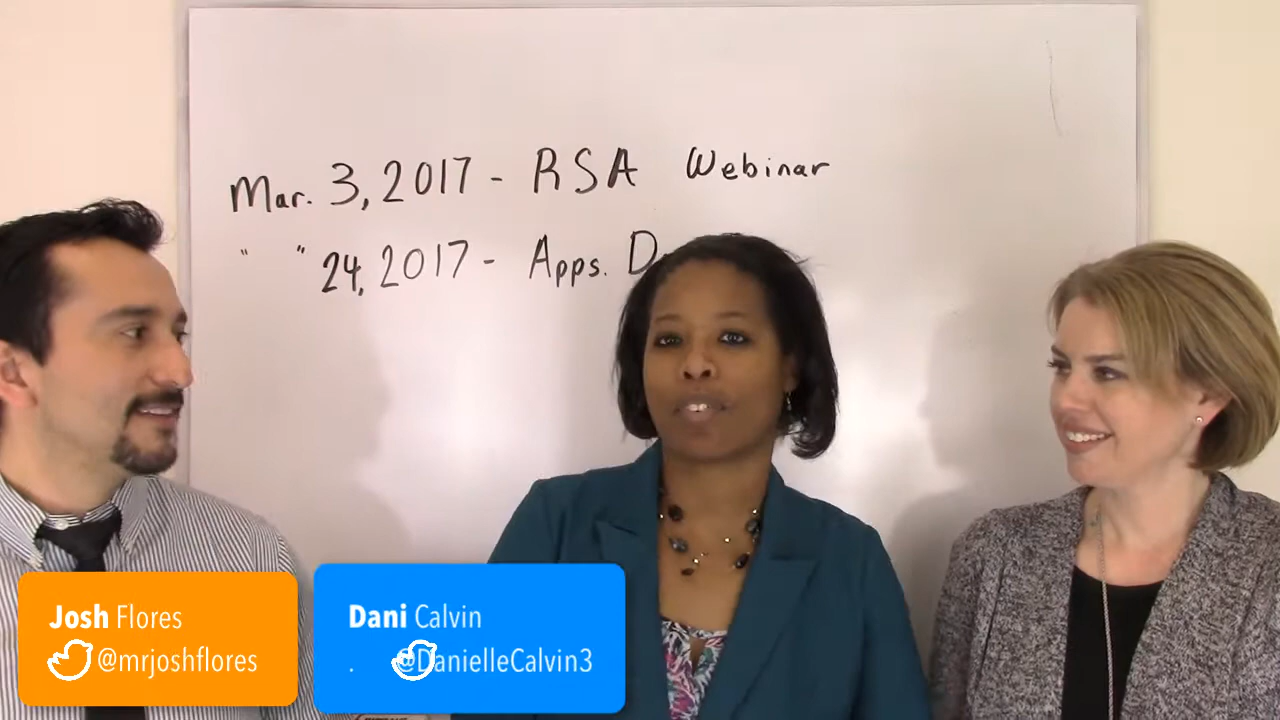 Mar. 3, 2017 - RSA Webinar
" " 24, 2017 - Apps.
Josh Flores
@mrjoshflores
Dani Calvin
. @DanielleCalvin3